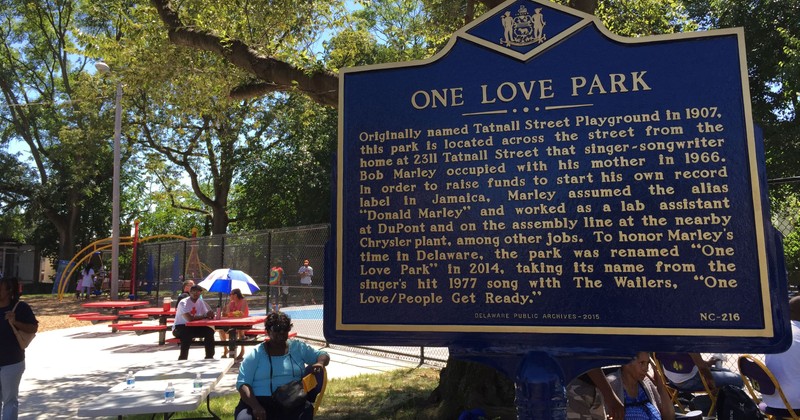 ONE LOVE PARK
Originally named Tatnall Street Playground in 1907,
this park is located across the street from the
home at 2311 Tatnall Street that singer-songwriter
Bob Marley occupied with his mother in 1966.
In order to raise funds to start his own record
label in Jamaica, Marley assumed the alias
"Donald Marley" and worked as a lab assistant
at DuPont and on the assembly line at the nearby
Chrysler plant, among other jobs. To honor Marley's
time in Delaware, the park was renamed "One
Love Park" in 2014, taking its name from the
singer's hit 1977 song with The Wailers, "One
Love/People Get Ready."
DELAWARE PUBLIC ARCHIVES-2015
NC-216